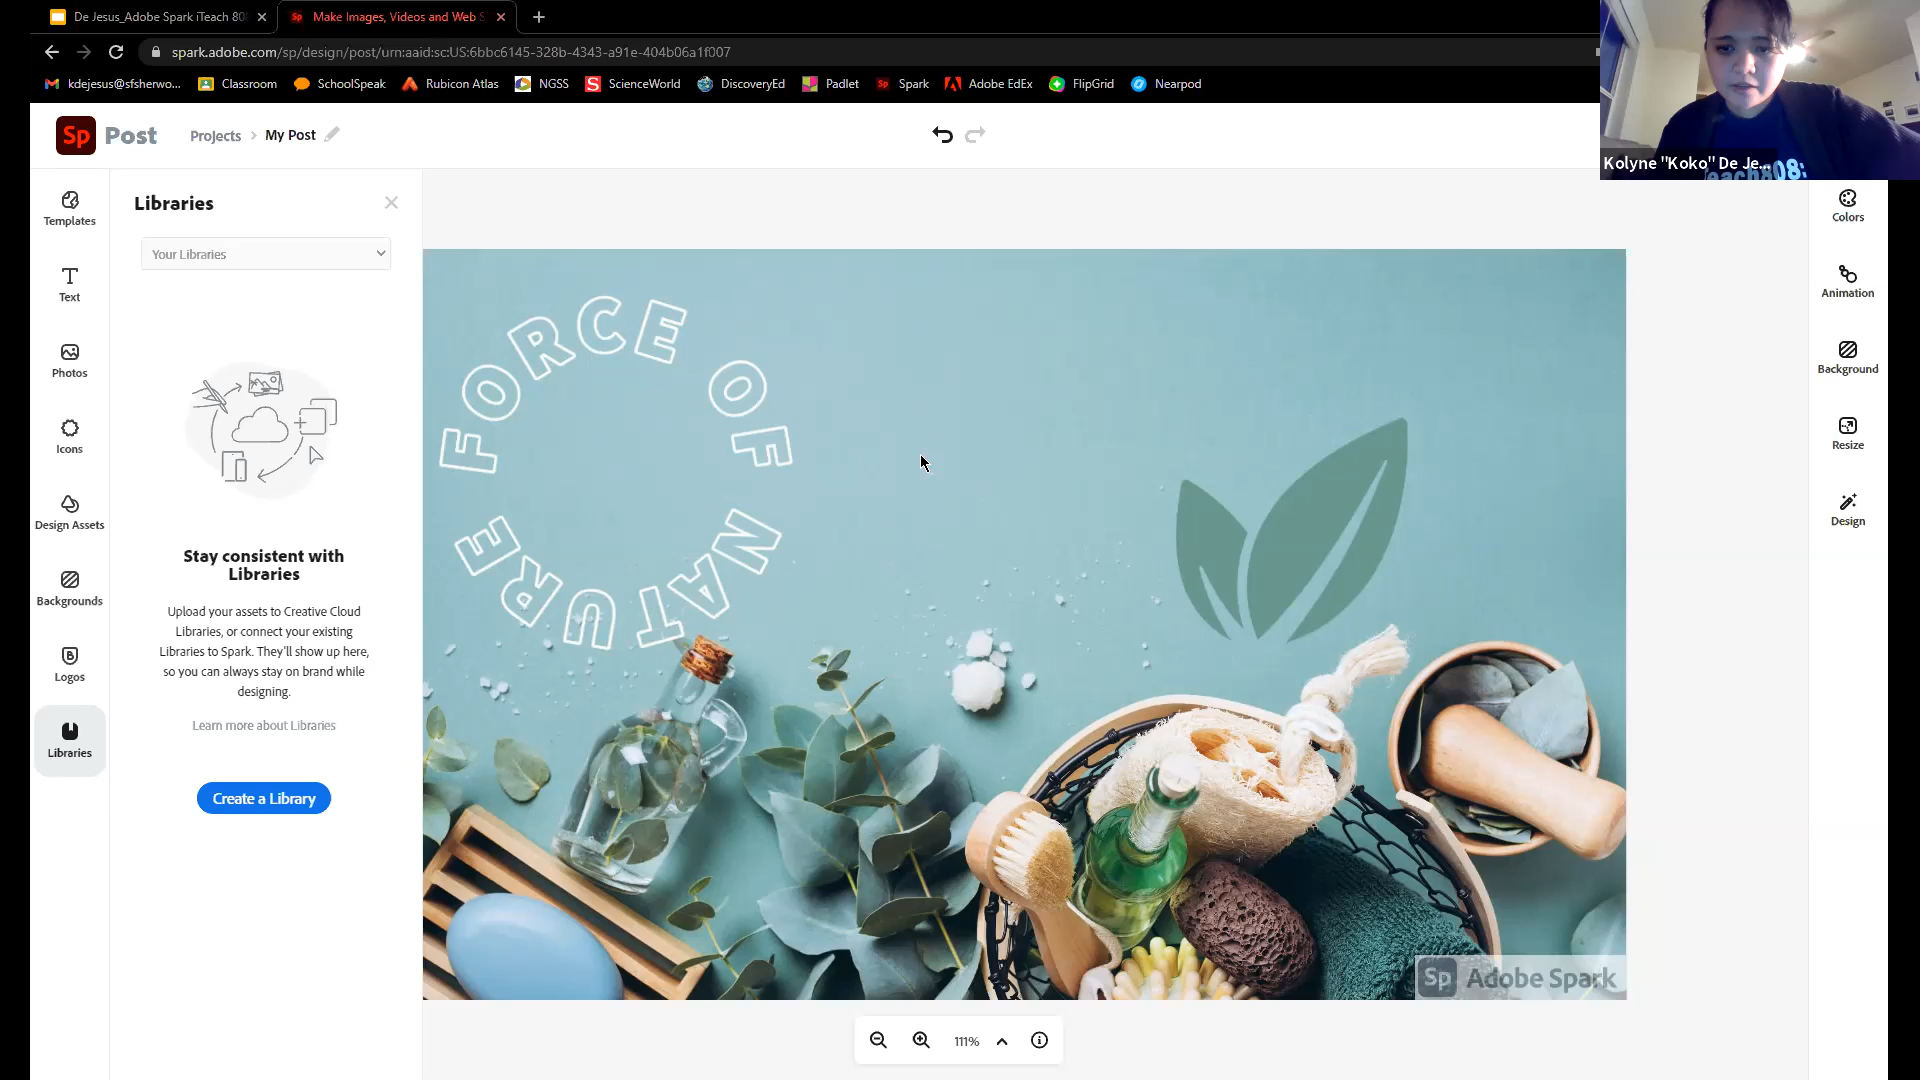 De Jesus_Adobe Spark iTeach 808
Make Images, Videos and Web S
spark.adobe.com/sp/design/post/urn:aaid:sc:US:6bbc6145-328b-4343-a91e-404b06a1f007
kdejesus@sfsherwo... Classroom SchoolSpeak Rubicon Atlas NGSS ScienceWorld DiscoveryEd Padlet Spark Adobe EdEx FlipGrid Nearpod
Kolyne "Koko" De Je...
Teach808:
Sp Post
Projects > My Post
Templates
Text
Photos
Icons
Design Assets
Backgrounds
Logos
Libraries
Libraries
Your Libraries
Stay consistent with
Libraries
Upload your assets to Creative Cloud
Libraries, or connect your existing
Libraries to Spark. They'll show up here,
so you can always stay on brand while
designing.
Learn more about Libraries
Create a Library
FORCE OF
NATURE
Sp Adobe Spark
111%
Colors
Animation
Background
Resize
Design